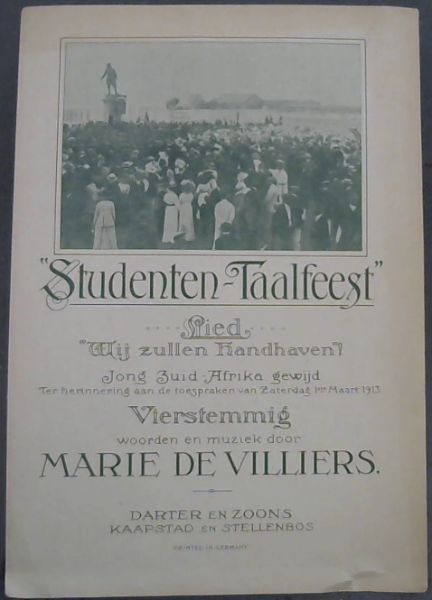 "Studenten-Taalfeest"
Lied
"Wij zullen handhaven"!
Jong Zuid-Afrika gewijd
Ter herinnering aan de toespraken van Zaterdag 1ster Maart 1913.
Vierstemmig
woorden en muziek door
MARIE DE VILLIERS.
DARTER EN ZOONS
KAAPSTAD EN STELLENBOS
PRINTED IN GERMANY.